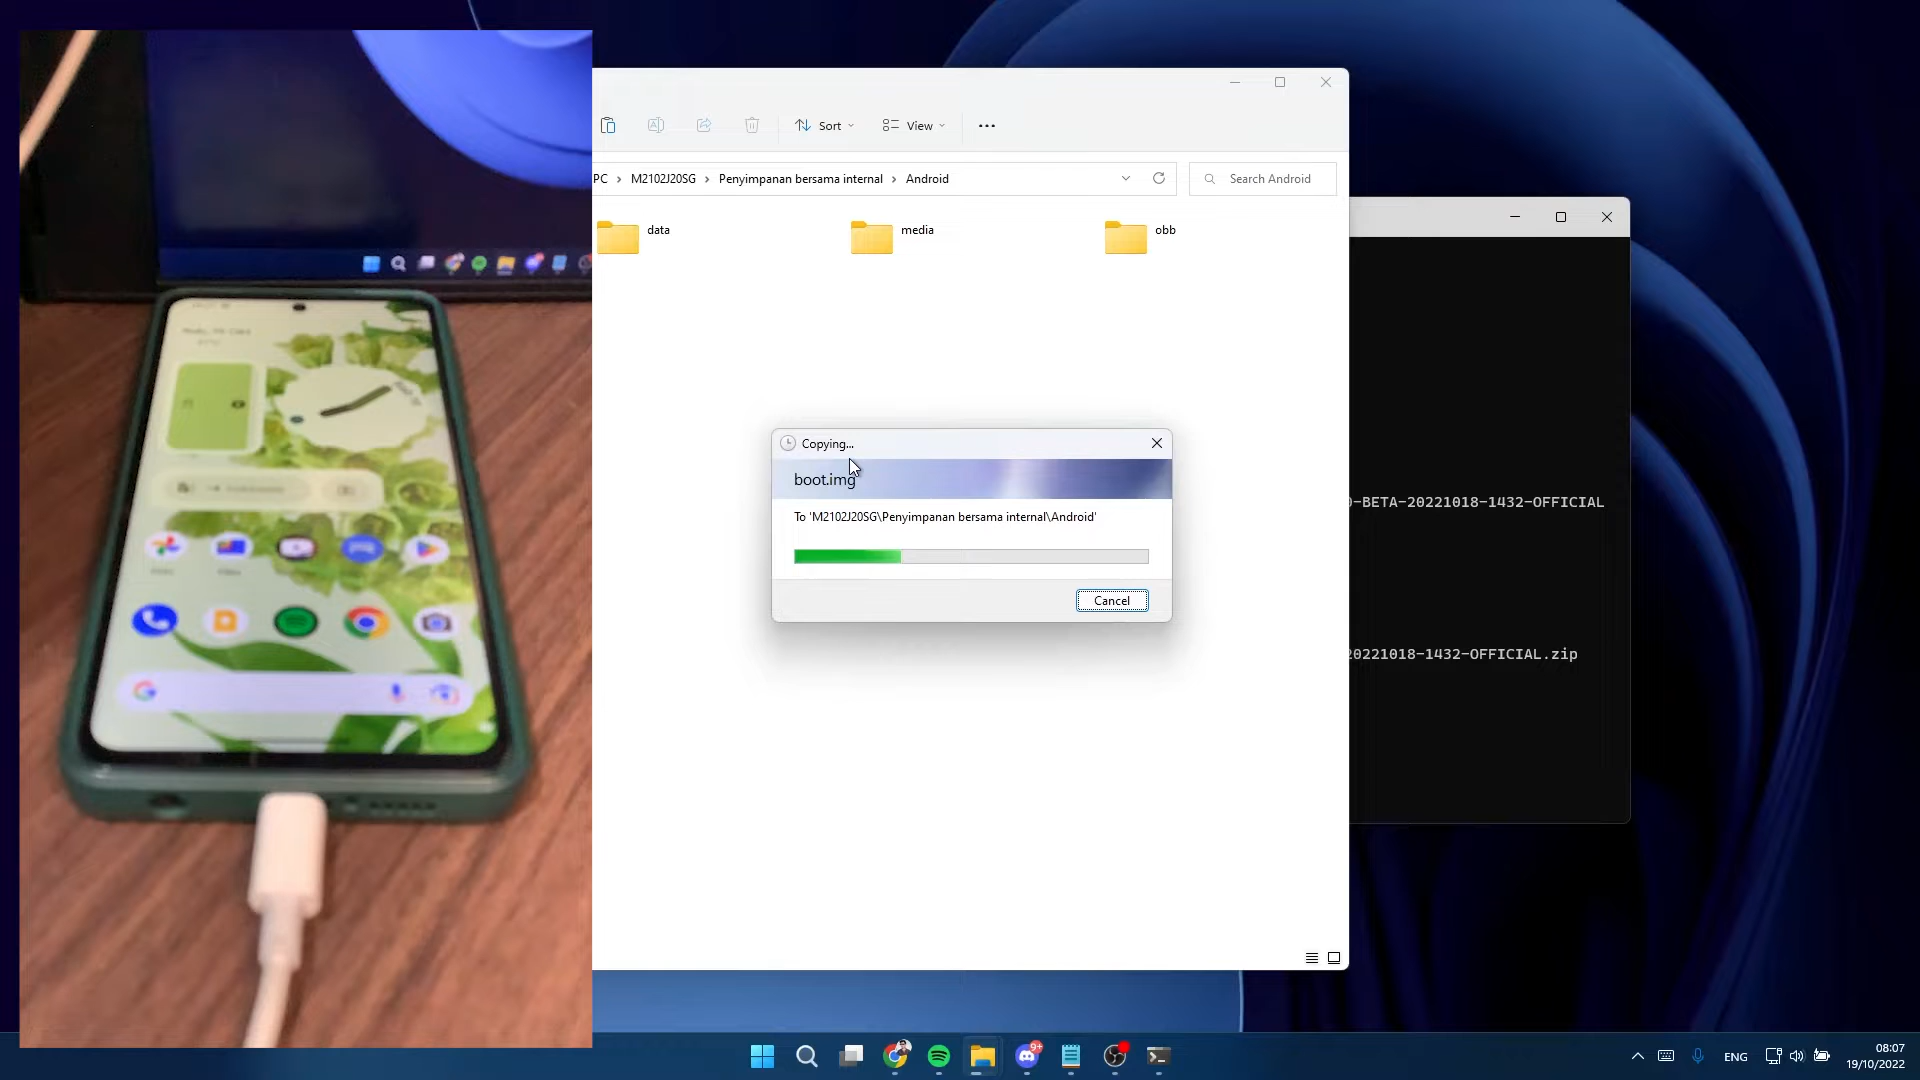 Sort
View
PC > M2102J20SG > Penyimpanan bersama internal > Android
Search Android
data
media
obb
Copying...
boot.img
To 'M2102J20SG\Penyimpanan bersama internal\Android'
Cancel
-BETA-20221018-1432-OFFICIAL
20221018-1432-OFFICIAL.zip
9+
ENG
08:07
19/10/2022